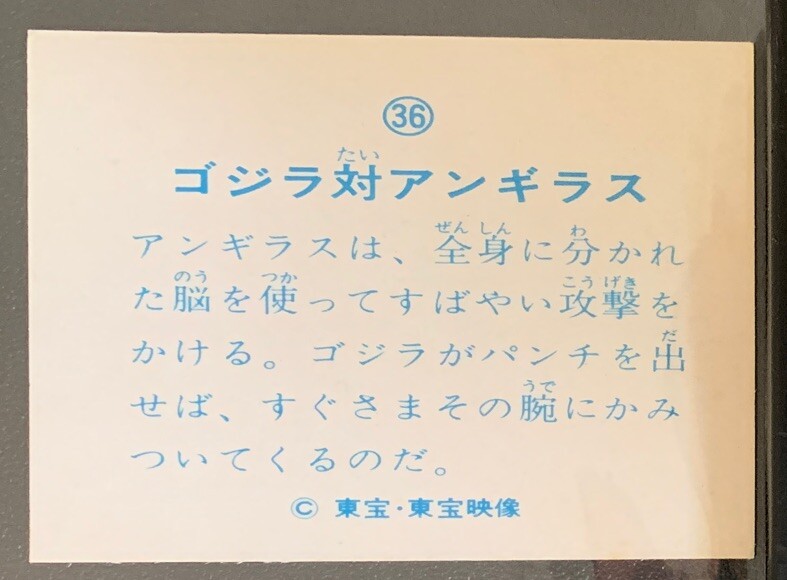 36
ゴジラ対アンギラス
アンギラスは、全身に分かれ
た脳を使ってすばやい攻撃を
かける。ゴジラがパンチを出
せば、すぐさまその腕にかみ
ついてくるのだ。
© 東宝・東宝映像